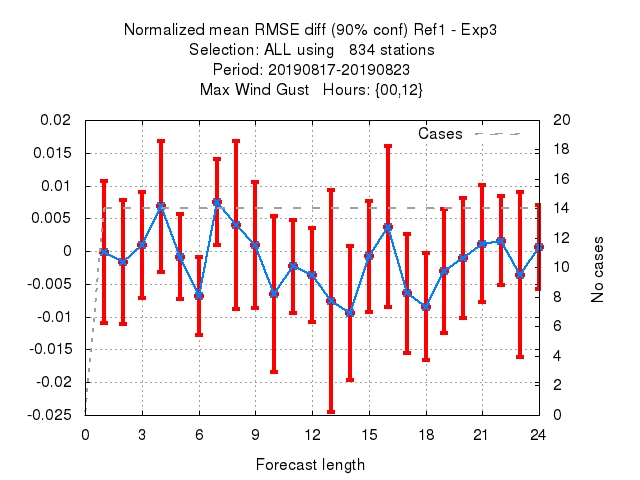 Normalized mean RMSE diff (90% conf) Ref1 - Exp3
Selection: ALL using 834 stations
Period: 20190817-20190823
Max Wind Gust Hours: {00,12}
Cases
0.02
0.015
0.01
0.005
0
-0.005
-0.01
-0.015
-0.02
-0.025
20
18
16
14
12
10
8
6
4
2
0
No cases
0 3 6 9 12 15 18 21 24
Forecast length